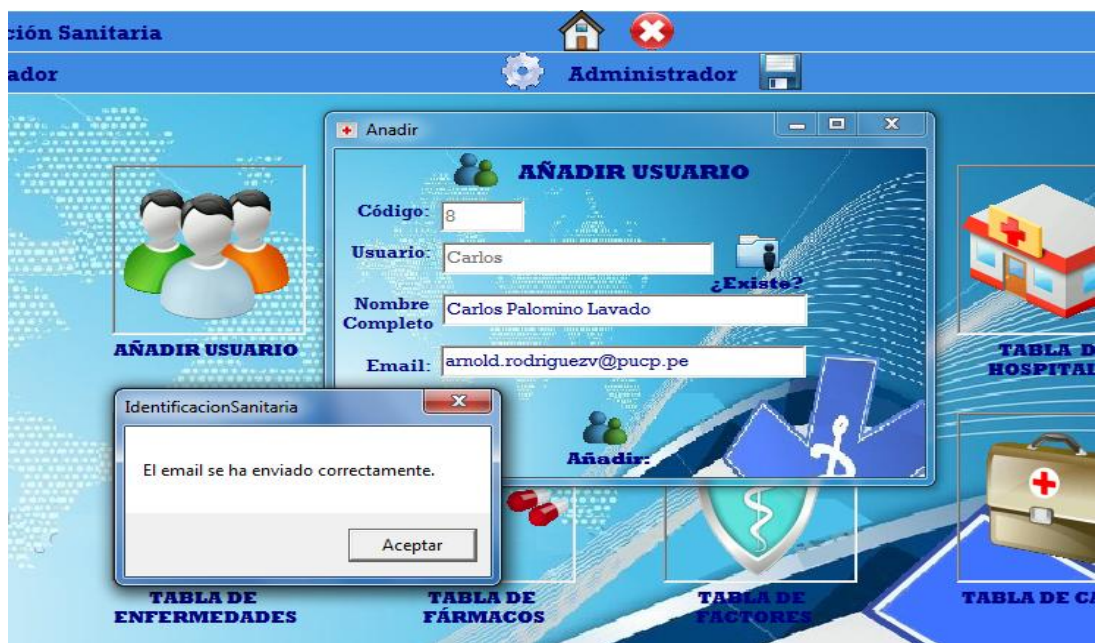 ción Sanitaria
ador
Administrador
Anadir
AÑADIR USUARIO
Código:
8
Usuario:
Carlos
¿Existe?
Nombre
Completo
Carlos Palomino Lavado
Email:
arnold.rodriguezv@pucp.pe
Añadir:
AÑADIR USUARIO
TABLA D
HOSPITAL
IdentificacionSanitaria
El email se ha enviado correctamente.
Aceptar
TABLA DE
ENFERMEDADES
TABLA DE
FÁRMACOS
TABLA DE
FACTORES
TABLA DE CA